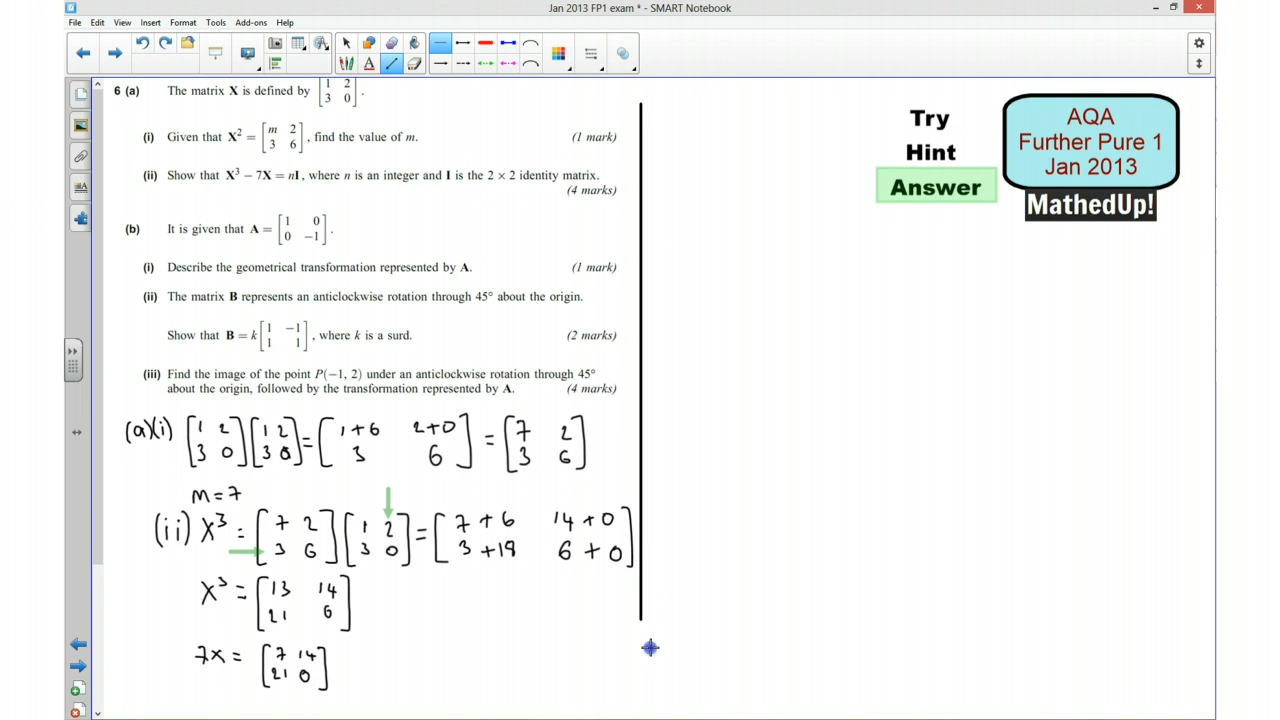 Jan 2013 FP1 exam * - SMART Notebook
File Edit View Insert Format Tools Add-ons Help
6 (a) The matrix X is defined by [1 2
3 0] .
(i) Given that X² = [m 2
3 6] , find the value of m. (1 mark)
(ii) Show that X³ − 7X = nI, where n is an integer and I is the 2 × 2 identity matrix.
(4 marks)
(b) It is given that A = [1 0
0 −1] .
(i) Describe the geometrical transformation represented by A. (1 mark)
(ii) The matrix B represents an anticlockwise rotation through 45° about the origin.
Show that B = k [1 −1
1 1] , where k is a surd. (2 marks)
(iii) Find the image of the point P(−1, 2) under an anticlockwise rotation through 45°
about the origin, followed by the transformation represented by A. (4 marks)
(a)(i) [1 2
3 0] [1 2
3 0] = [1+6 2+0
3 6] = [7 2
3 6]
m = 7
(ii) X³ = [7 2
3 6] [1 2
3 0] = [7 + 6 14 + 0
3 + 18 6 + 0]
X³ = [13 14
21 6]
7X = [7 14
21 0]
Try
Hint
Answer
AQA
Further Pure 1
Jan 2013
MathedUp!